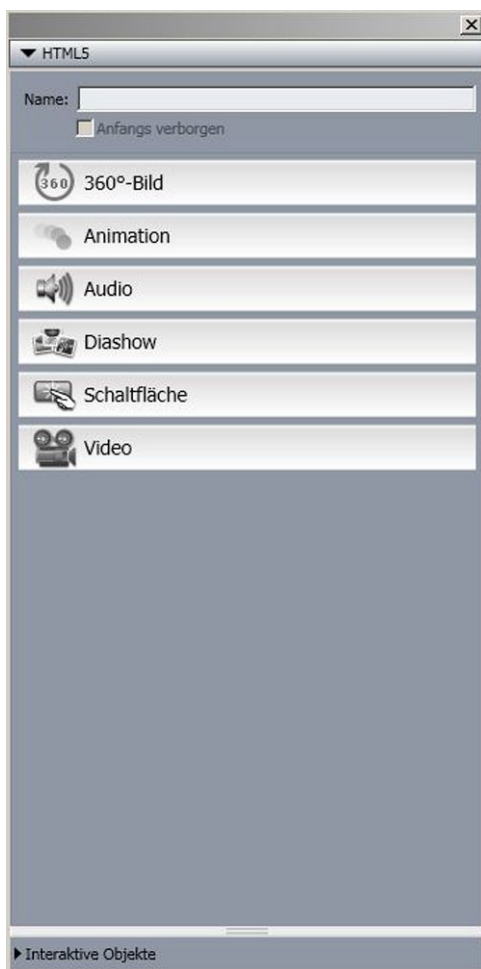 HTML5
Name:
Anfangs verborgen
360 360°-Bild
Animation
Audio
Diashow
Schaltfläche
Video
Interaktive Objekte